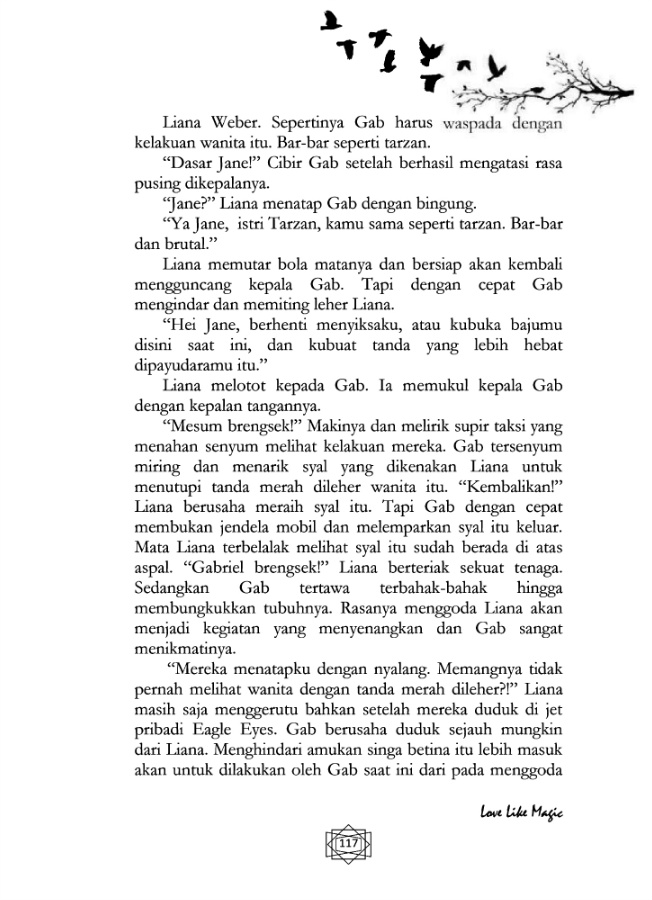 Liana Weber. Sepertinya Gab harus waspada dengan
kelakuan wanita itu. Bar-bar seperti tarzan.
“Dasar Jane!” Cibir Gab setelah berhasil mengatasi rasa
pusing dikepalanya.
“Jane?” Liana menatap Gab dengan bingung.
“Ya Jane, istri Tarzan, kamu sama seperti tarzan. Bar-bar
dan brutal.”
Liana memutar bola matanya dan bersiap akan kembali
mengguncang kepala Gab. Tapi dengan cepat Gab
mengindar dan memiting leher Liana.
“Hei Jane, berhenti menyiksaku, atau kubuka bajumu
disini saat ini, dan kubuat tanda yang lebih hebat
dipayudaramu itu.”
Liana melotot kepada Gab. Ia memukul kepala Gab
dengan kepalan tangannya.
“Mesum brengsek!” Makinya dan melirik supir taksi yang
menahan senyum melihat kelakuan mereka. Gab tersenyum
miring dan menarik syal yang dikenakan Liana untuk
menutupi tanda merah dileher wanita itu. “Kembalikan!”
Liana berusaha meraih syal itu. Tapi Gab dengan cepat
membukan jendela mobil dan melemparkan syal itu keluar.
Mata Liana terbelalak melihat syal itu sudah berada di atas
aspal. “Gabriel brengsek!” Liana berteriak sekuat tenaga.
Sedangkan Gab tertawa terbahak-bahak hingga
membungkukkan tubuhnya. Rasanya menggoda Liana akan
menjadi kegiatan yang menyenangkan dan Gab sangat
menikmatinya.
“Mereka menatapku dengan nyalang. Memangnya tidak
pernah melihat wanita dengan tanda merah dileher?!” Liana
masih saja menggerutu bahkan setelah mereka duduk di jet
pribadi Eagle Eyes. Gab berusaha duduk sejauh mungkin
dari Liana. Menghindari amukan singa betina itu lebih masuk
akan untuk dilakukan oleh Gab saat ini dari pada menggoda
Love Like Magic
117